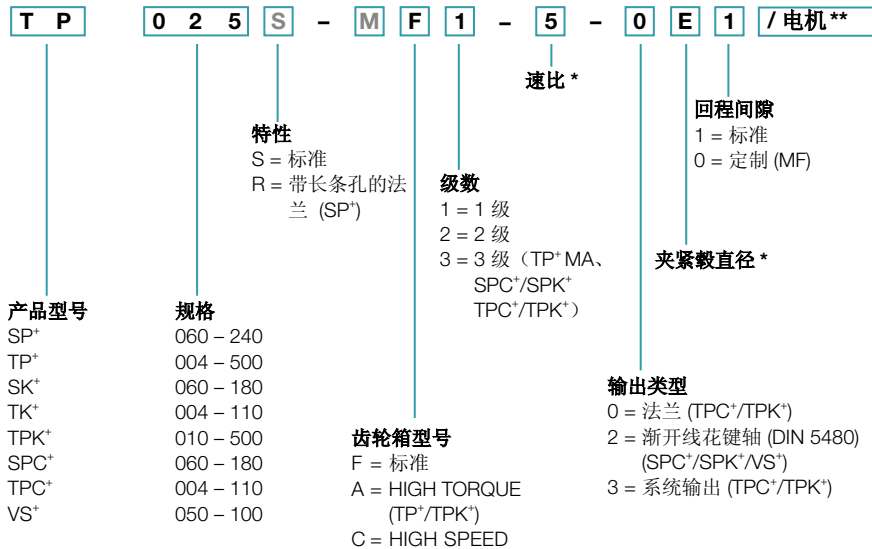 TP 025S – MF1 – 5 – 0E1 /电机**
速比 *
回程间隙
1 = 标准
0 = 定制 (MF)
特性
S = 标准
R = 带长条孔的法
兰 (SP⁺)
级数
1 = 1 级
2 = 2 级
3 = 3 级（TP⁺ MA、
SPC⁺/SPK⁺
TPC⁺/TPK⁺）
夹紧毂直径 *
产品型号
SP⁺
TP⁺
SK⁺
TK⁺
TPK⁺
SPC⁺
TPC⁺
VS⁺
规格
060 – 240
004 – 500
060 – 180
004 – 110
010 – 500
060 – 180
004 – 110
050 – 100
齿轮箱型号
F = 标准
A = HIGH TORQUE
(TP⁺/TPK⁺)
C = HIGH SPEED
输出类型
0 = 法兰 (TPC⁺/TPK⁺)
2 = 渐开线花键轴 (DIN 5480)
(SPC⁺/SPK⁺/VS⁺)
3 = 系统输出 (TPC⁺/TPK⁺)